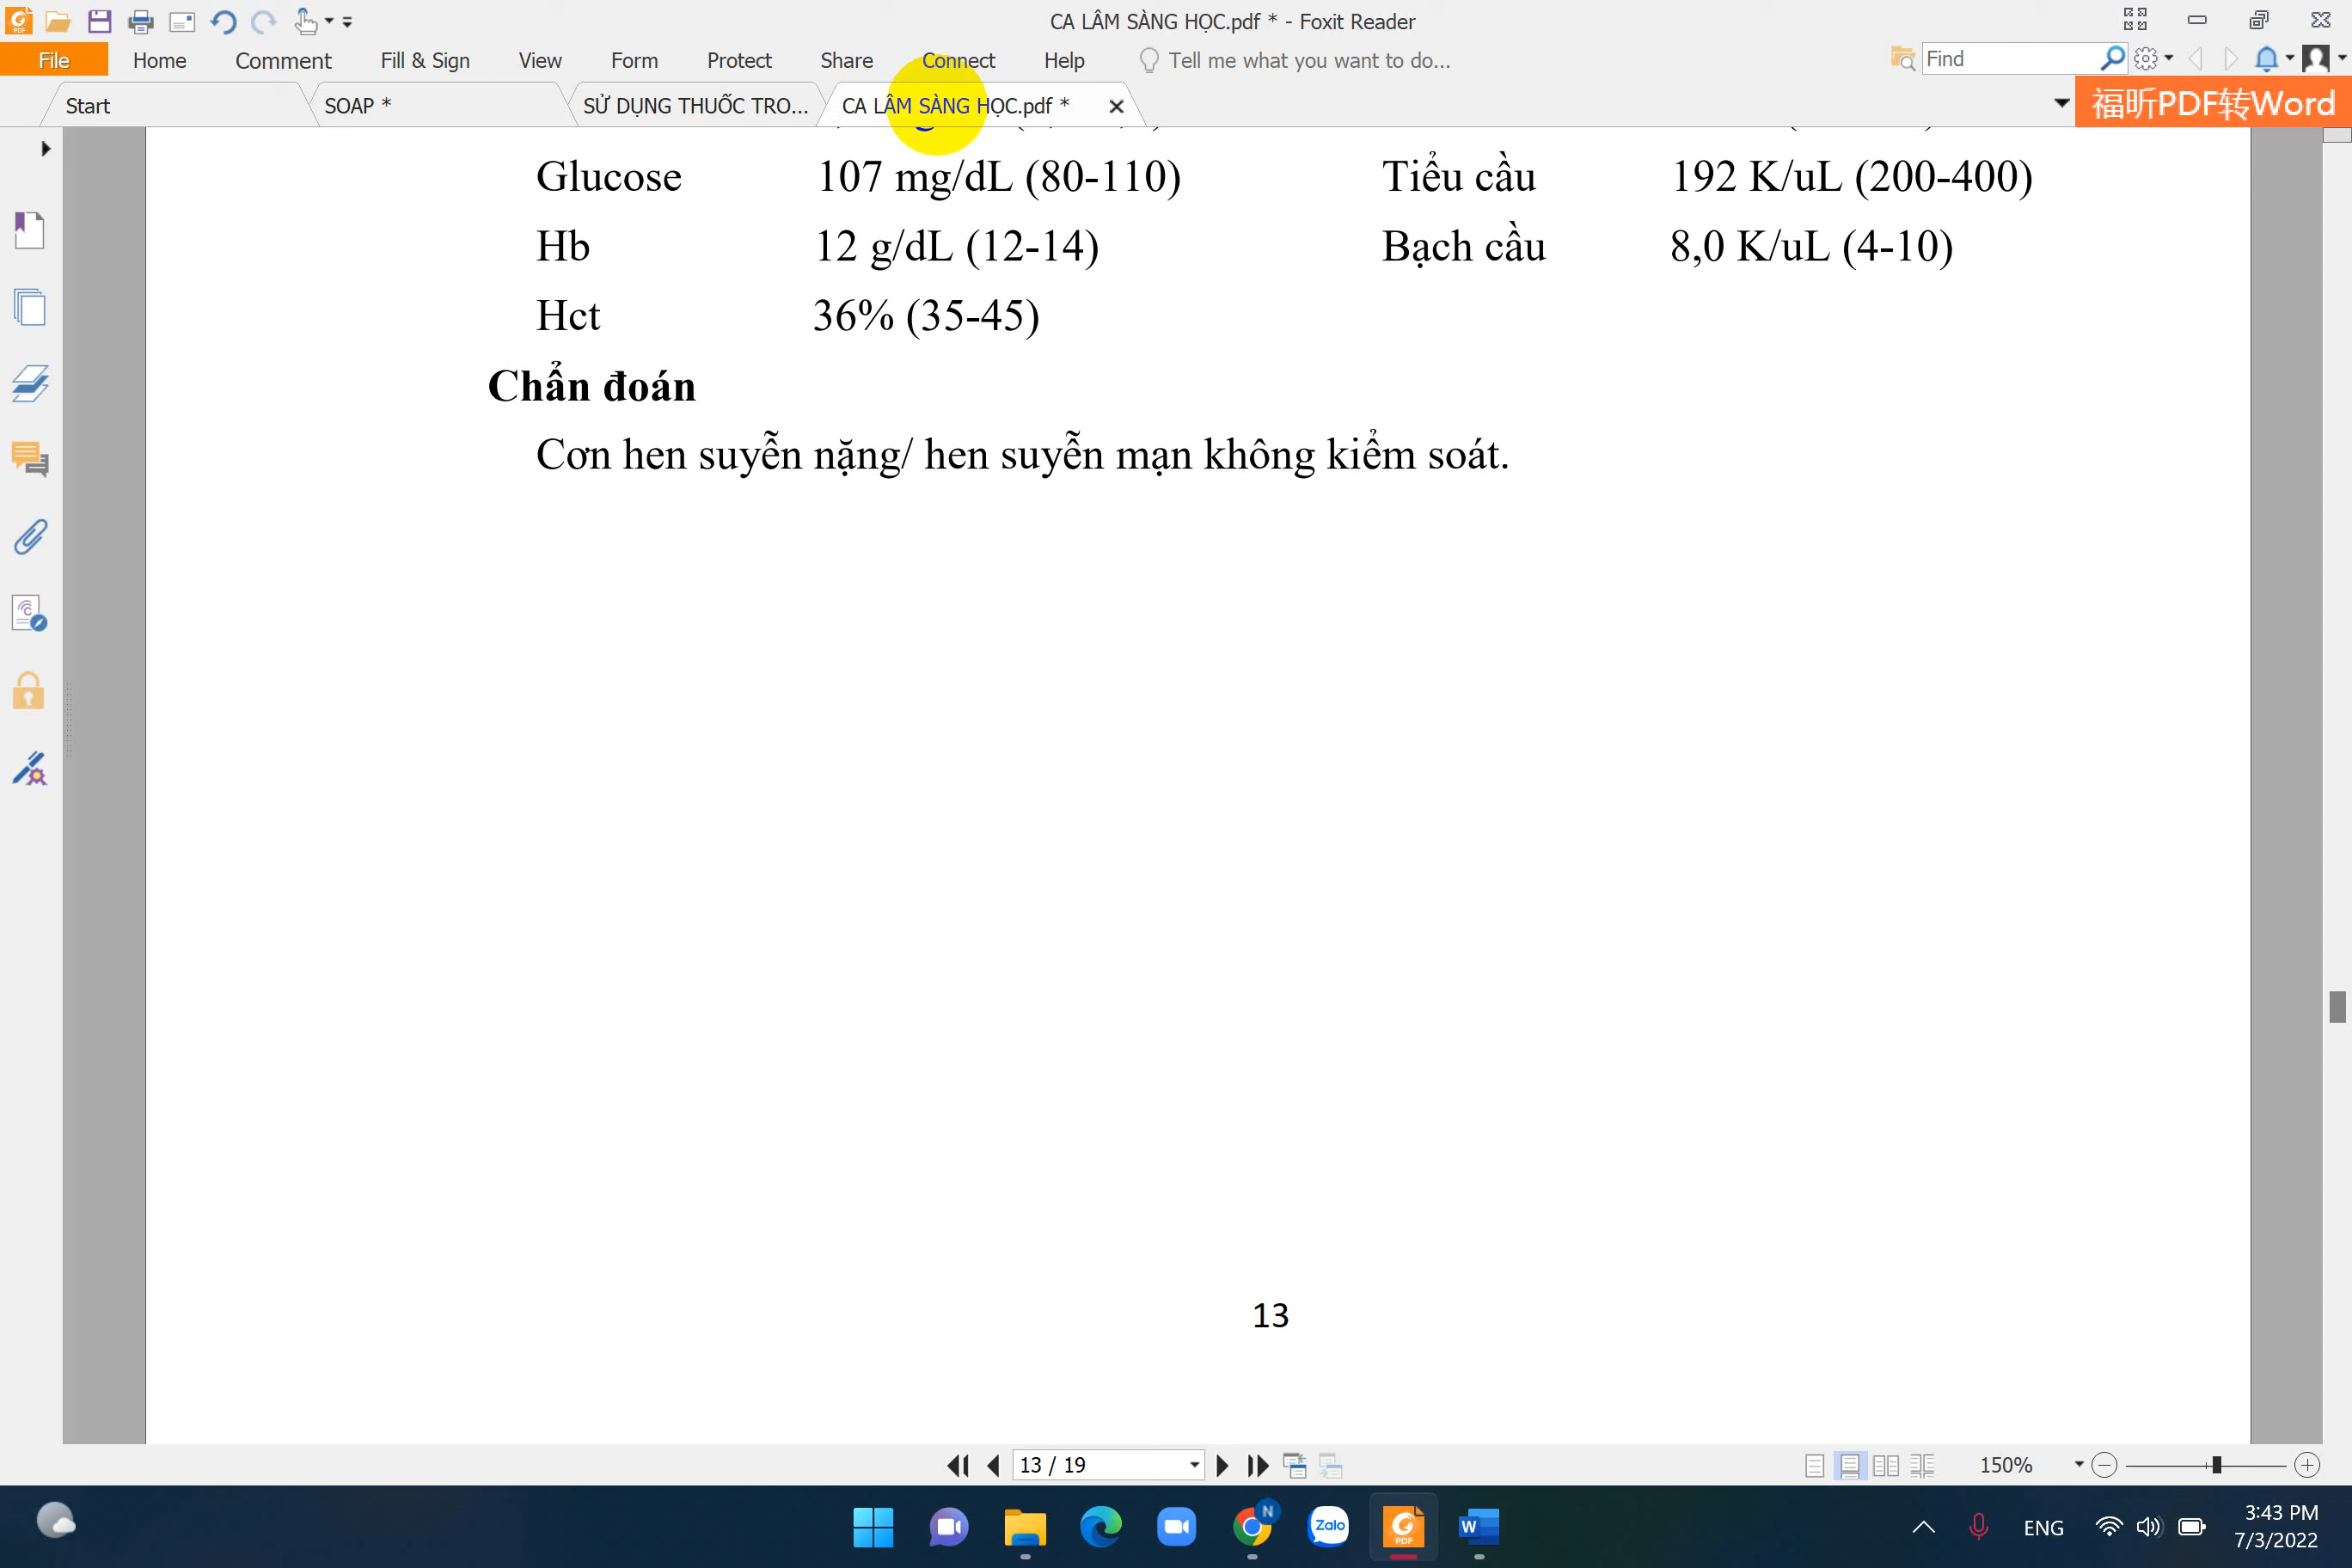 CA LÂM SÀNG HỌC.pdf * - Foxit Reader
File Home Comment Fill & Sign View Form Protect Share Connect Help Tell me what you want to do... Find
Start SOAP * SỬ DỤNG THUỐC TRO... CA LÂM SÀNG HỌC.pdf * 福昕PDF转Word
Glucose 107 mg/dL (80-110) Tiểu cầu 192 K/uL (200-400)
Hb 12 g/dL (12-14) Bạch cầu 8,0 K/uL (4-10)
Hct 36% (35-45)
Chẩn đoán
Cơn hen suyễn nặng/ hen suyễn mạn không kiểm soát.
13
13 / 19 150%
N Zalo PDF W ENG 3:43 PM
7/3/2022